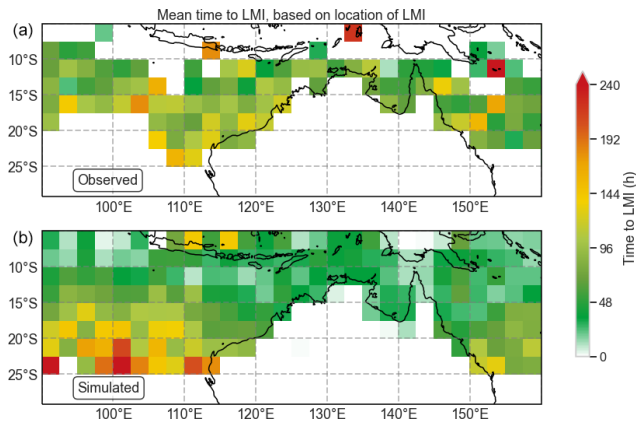 Mean time to LMI, based on location of LMI
(a)
10°S
15°S
20°S
25°S
Observed
100°E 110°E 120°E 130°E 140°E 150°E
(b)
10°S
15°S
20°S
25°S
Simulated
100°E 110°E 120°E 130°E 140°E 150°E
240
192
144
96
48
0
Time to LMI (h)